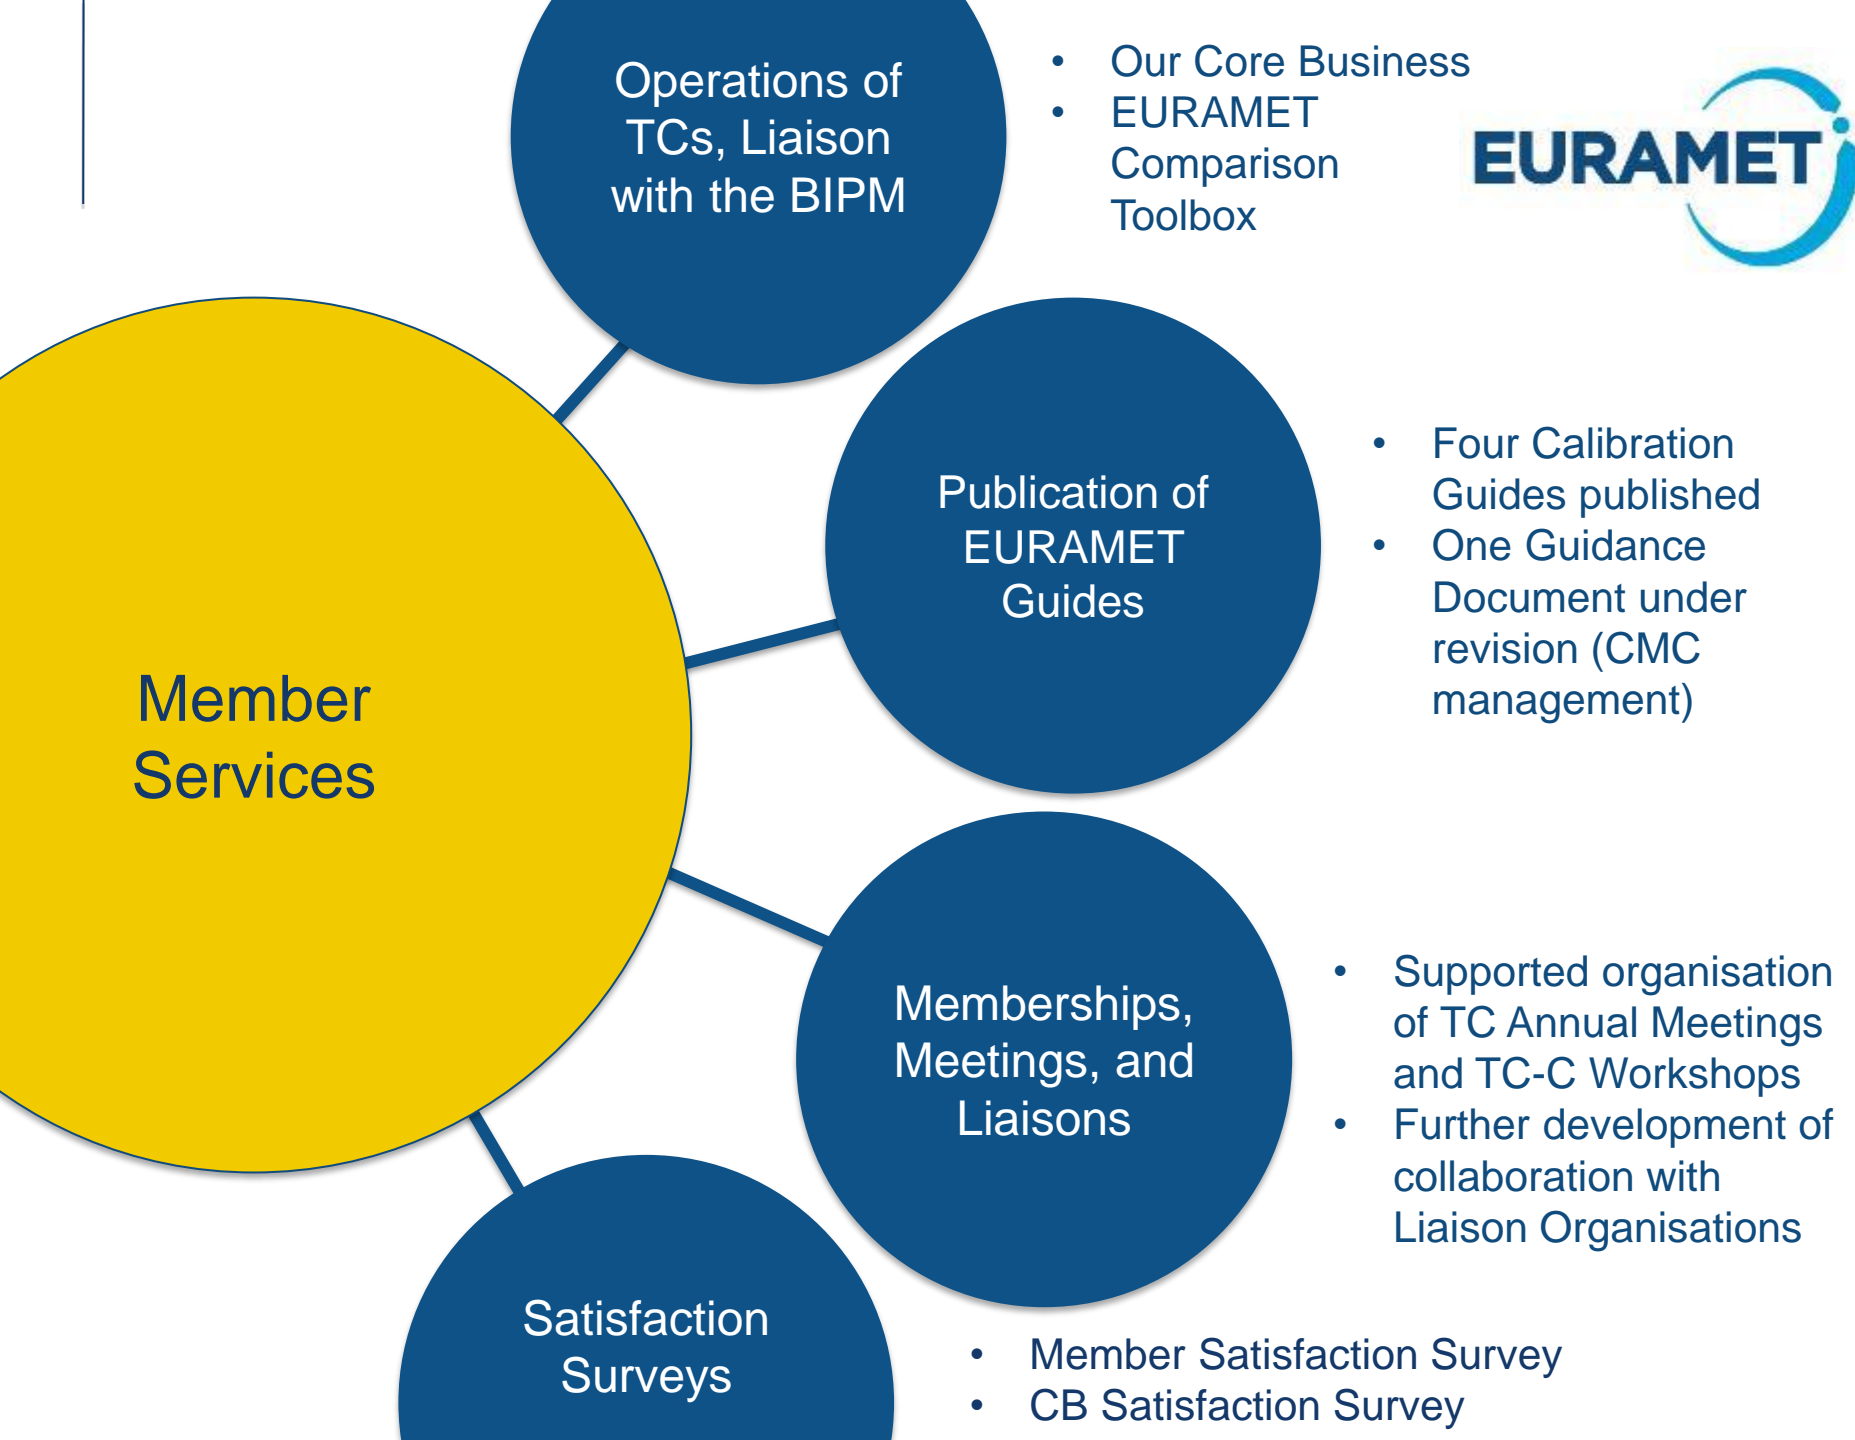 Operations of
TCs, Liaison
with the BIPM
• Our Core Business
• EURAMET
Comparison
Toolbox
EURAMET
Publication of
EURAMET
Guides
• Four Calibration
Guides published
• One Guidance
Document under
revision (CMC
management)
Member
Services
Memberships,
Meetings, and
Liaisons
• Supported organisation
of TC Annual Meetings
and TC-C Workshops
• Further development of
collaboration with
Liaison Organisations
Satisfaction
Surveys
• Member Satisfaction Survey
• CB Satisfaction Survey